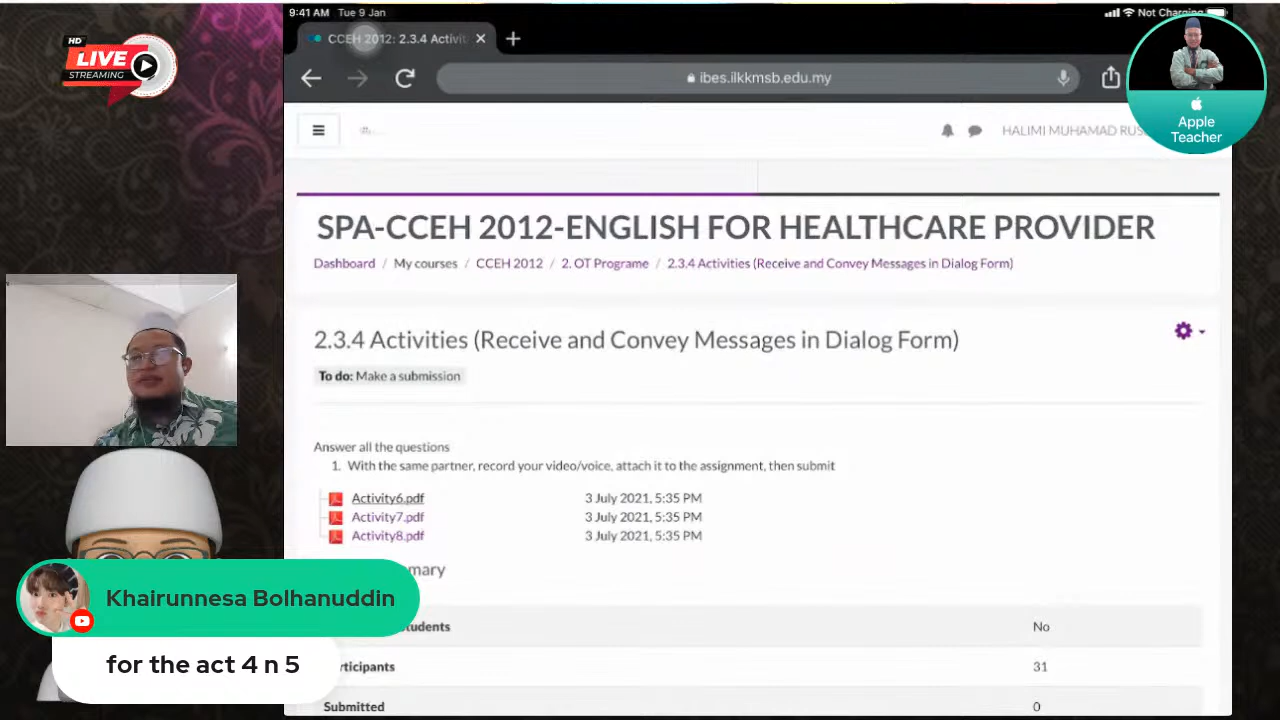 9:41 AM Tue 9 Jan
Not Charging
HD
LIVE
STREAMING
CCEH 2012: 2.3.4 Activit
ibes.ilkkmsb.edu.my
Apple
Teacher
HALIMI MUHAMAD RUS
SPA-CCEH 2012-ENGLISH FOR HEALTHCARE PROVIDER
Dashboard / My courses / CCEH 2012 / 2. OT Programe / 2.3.4 Activities (Receive and Convey Messages in Dialog Form)
2.3.4 Activities (Receive and Convey Messages in Dialog Form)
To do: Make a submission
Answer all the questions
1. With the same partner, record your video/voice, attach it to the assignment, then submit
Activity6.pdf 3 July 2021, 5:35 PM
Activity7.pdf 3 July 2021, 5:35 PM
Activity8.pdf 3 July 2021, 5:35 PM
mary
Khairunnesa Bolhanuddin
for the act 4 n 5
tudents No
rticipants 31
Submitted 0